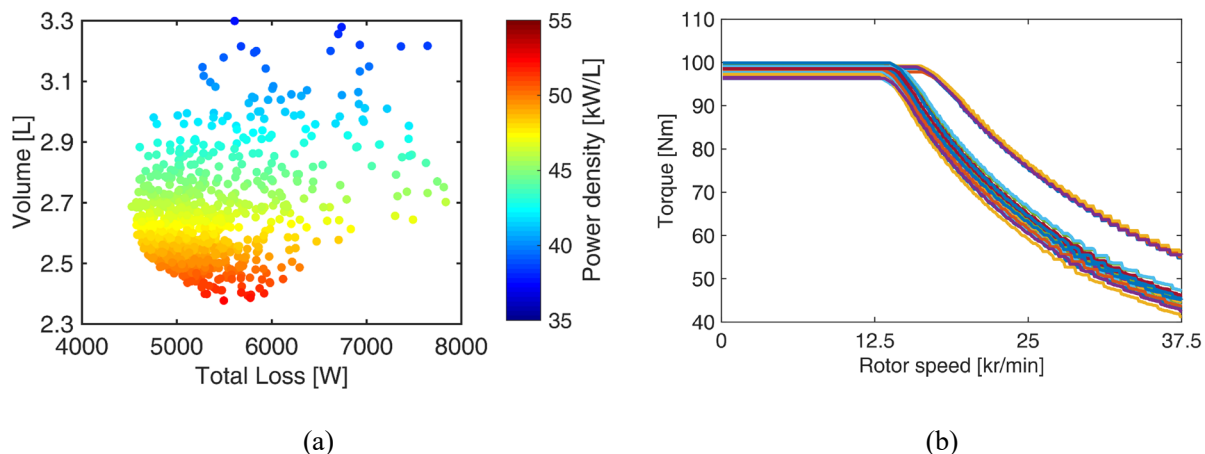 3.3
3.1
2.9
2.7
2.5
2.3
Volume [L]
4000 5000 6000 7000 8000
Total Loss [W]
55
50
45
40
35
Power density [kW/L]
110
100
90
80
70
60
50
40
Torque [Nm]
0 12.5 25 37.5
Rotor speed [kr/min]
(a) (b)